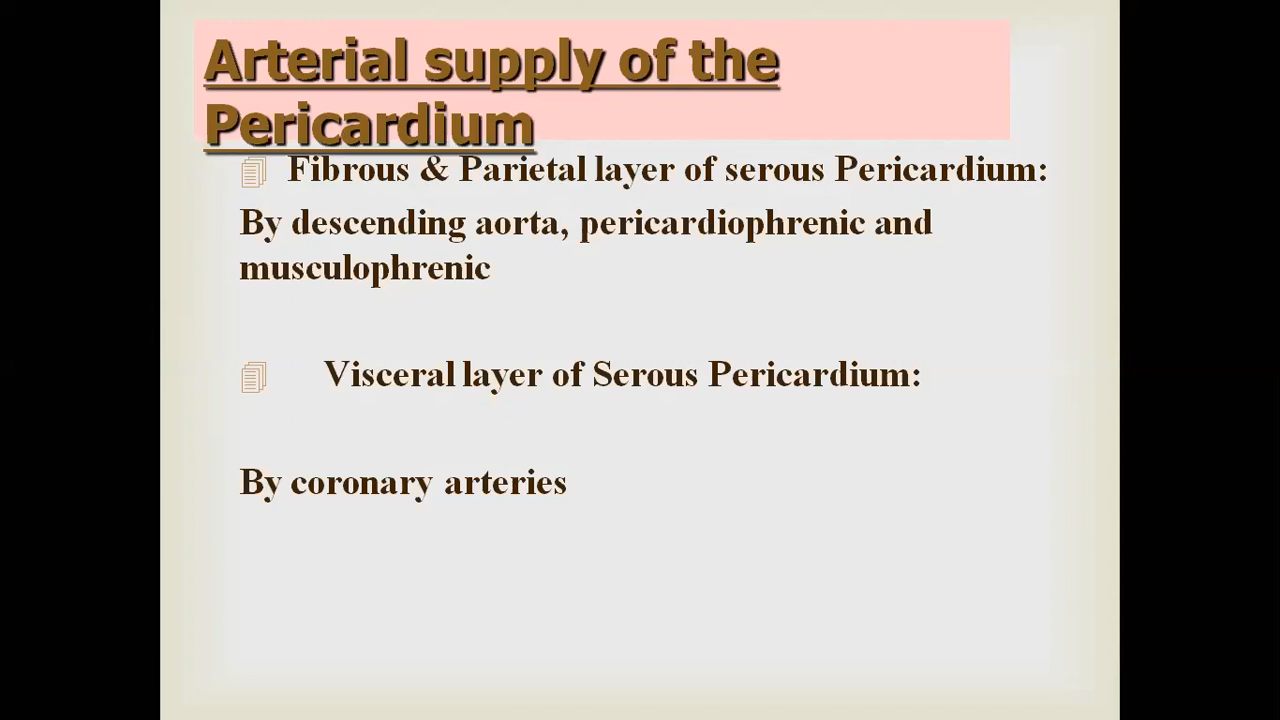 Arterial supply of the
Pericardium
Fibrous & Parietal layer of serous Pericardium:
By descending aorta, pericardiophrenic and
musculophrenic
Visceral layer of Serous Pericardium:
By coronary arteries